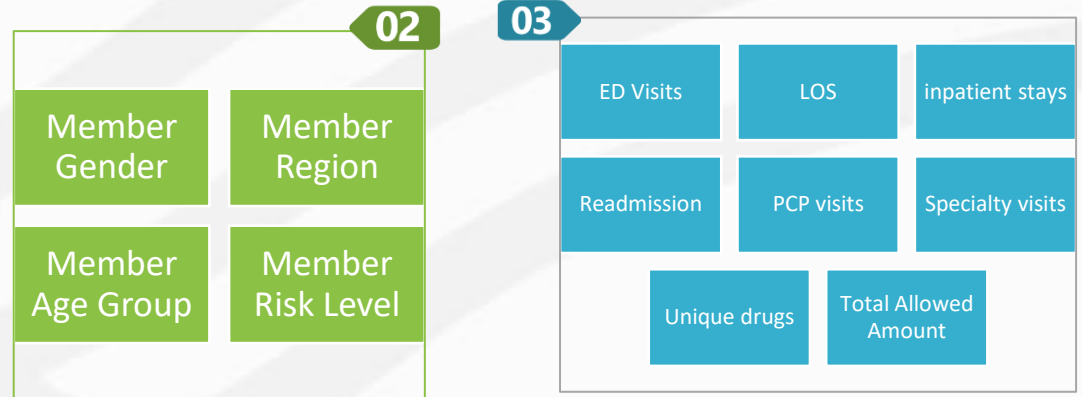 02
Member
Gender
Member
Region
Member
Age Group
Member
Risk Level
03
ED Visits
LOS
inpatient stays
Readmission
PCP visits
Specialty visits
Unique drugs
Total Allowed
Amount